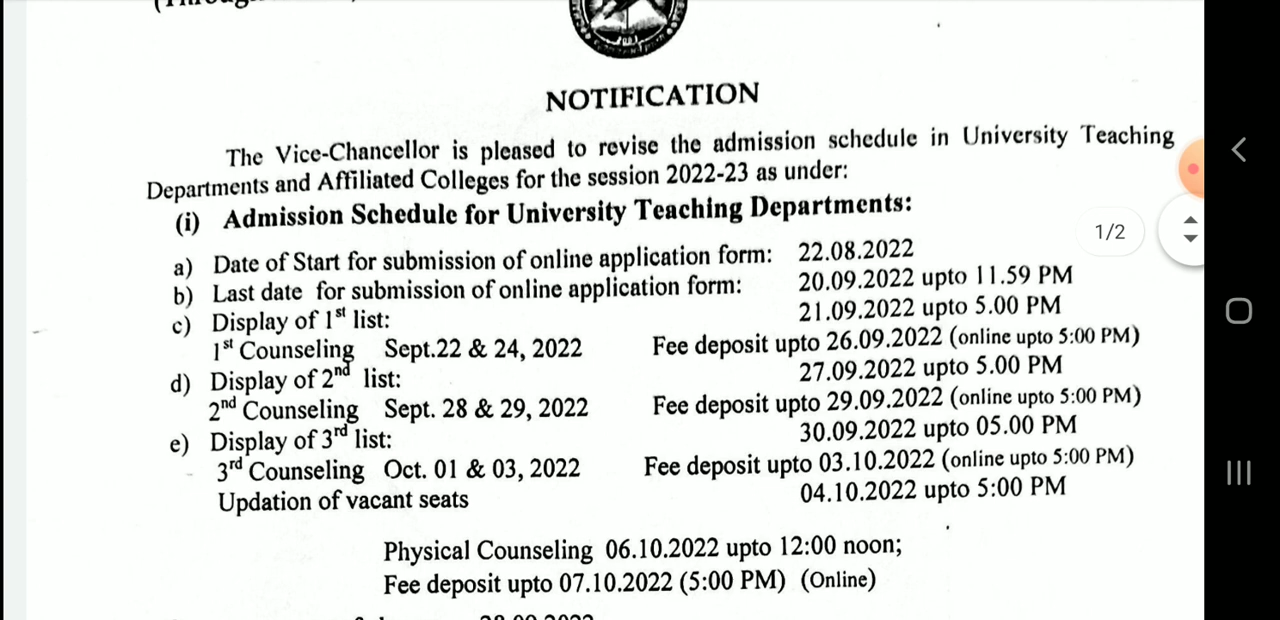 NOTIFICATION
The Vice-Chancellor is pleased to revise the admission schedule in University Teaching
Departments and Affiliated Colleges for the session 2022-23 as under:
(i) Admission Schedule for University Teaching Departments:
a) Date of Start for submission of online application form: 22.08.2022
b) Last date for submission of online application form: 20.09.2022 upto 11.59 PM
c) Display of 1st list: 21.09.2022 upto 5.00 PM
1st Counseling Sept.22 & 24, 2022 Fee deposit upto 26.09.2022 (online upto 5:00 PM)
d) Display of 2nd list: 27.09.2022 upto 5.00 PM
2nd Counseling Sept. 28 & 29, 2022 Fee deposit upto 29.09.2022 (online upto 5:00 PM)
e) Display of 3rd list: 30.09.2022 upto 05.00 PM
3rd Counseling Oct. 01 & 03, 2022 Fee deposit upto 03.10.2022 (online upto 5:00 PM)
Updation of vacant seats 04.10.2022 upto 5:00 PM
Physical Counseling 06.10.2022 upto 12:00 noon;
Fee deposit upto 07.10.2022 (5:00 PM) (Online)
1/2